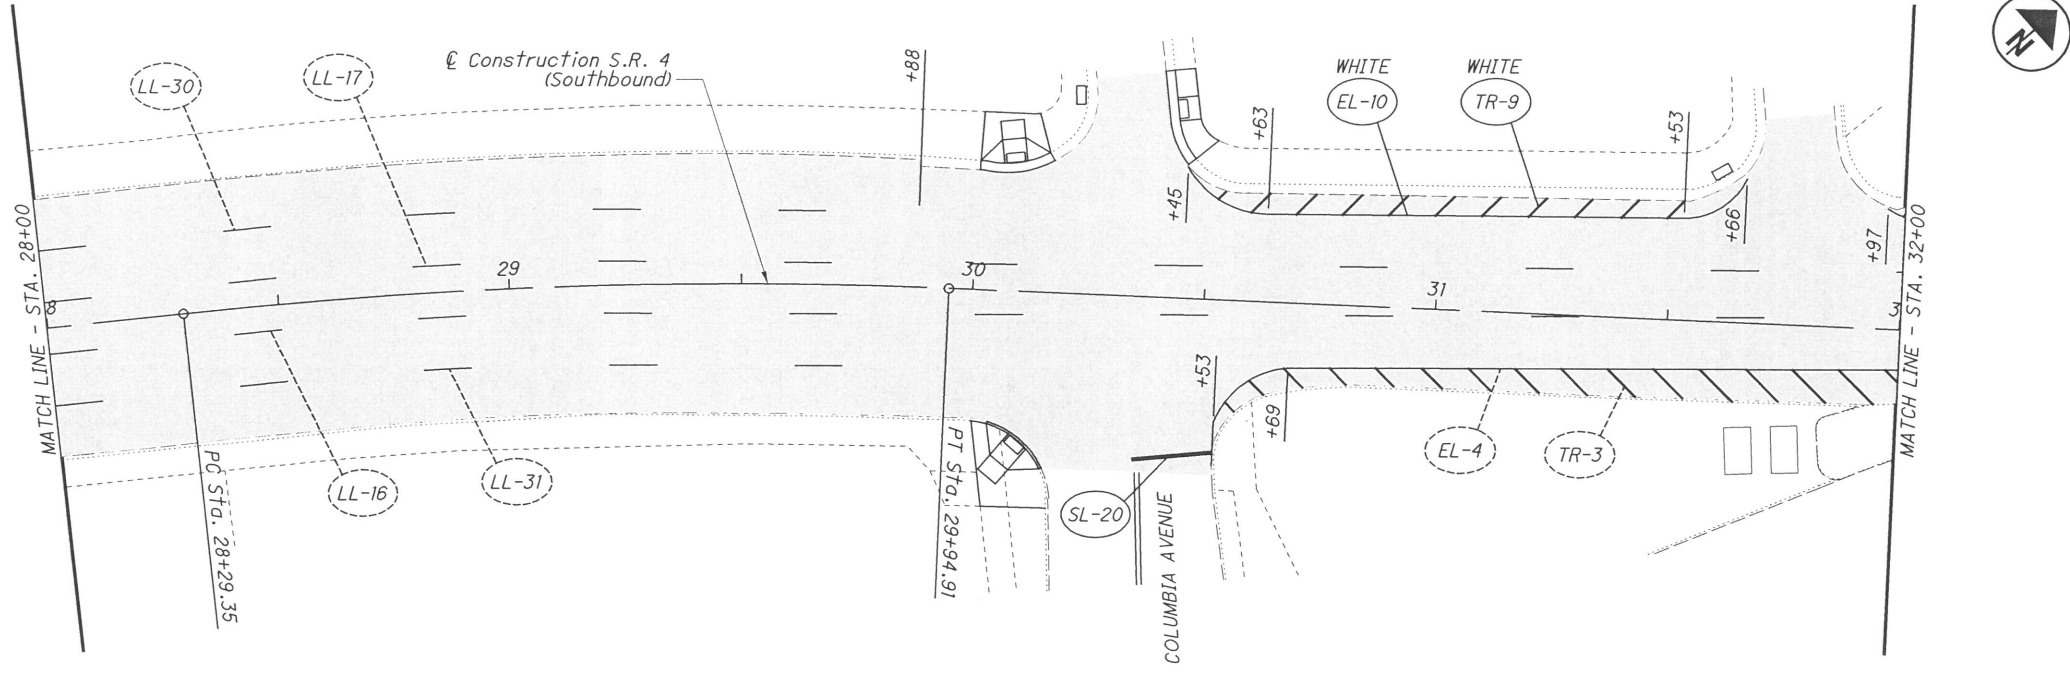 MATCH LINE - STA. 28+00
LL-30
LL-17
℄ Construction S.R. 4
(Southbound)
+88
WHITE
EL-10
WHITE
TR-9
+63
+53
+45
+66
+97
N
8
29
30
31
3
MATCH LINE - STA. 32+00
PC Sta. 28+29.35
LL-16
LL-31
PT Sta. 29+94.91
SL-20
COLUMBIA AVENUE
+53
+69
EL-4
TR-3